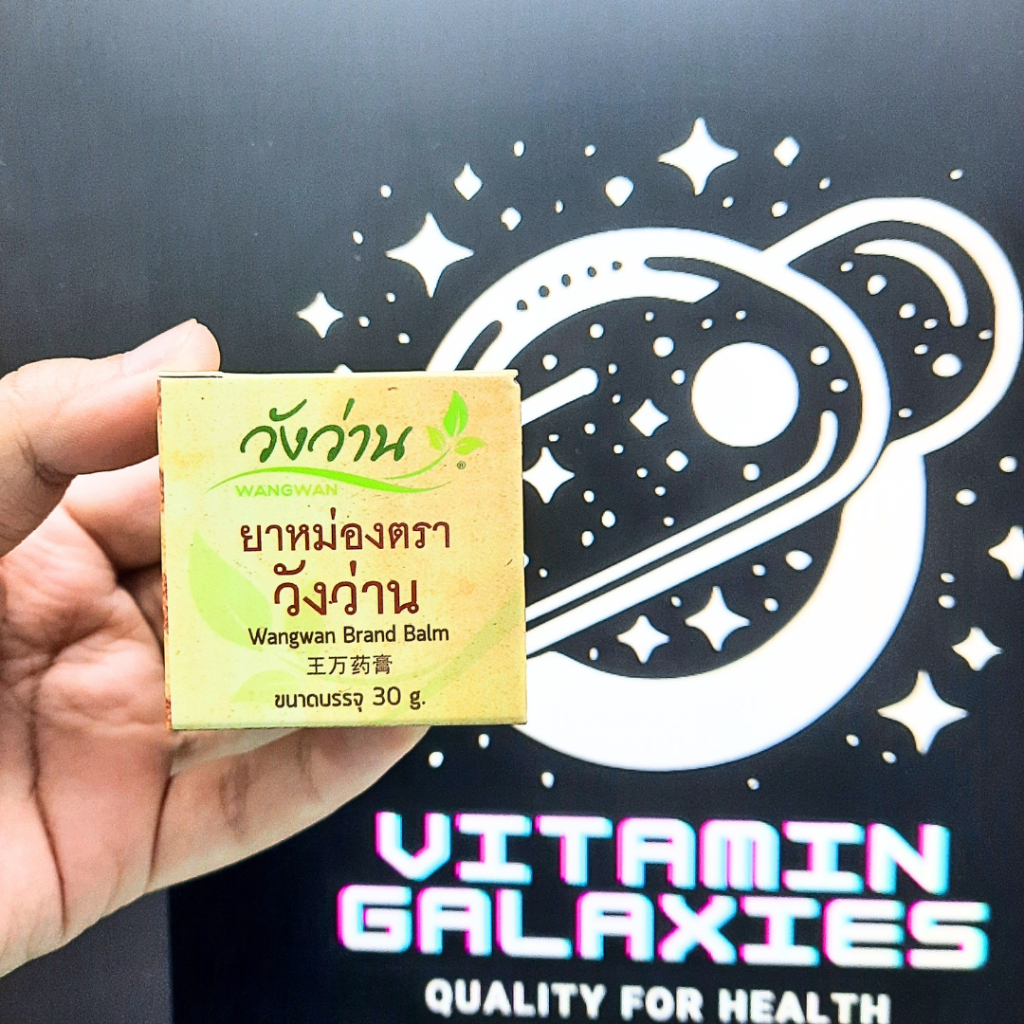 วังว่าน
®
WANGWAN
ยาหม่องตรา
วังว่าน
Wangwan Brand Balm
王万药膏
ขนาดบรรจุ 30 g.
VITAMIN
GALAXIES
QUALITY FOR HEALTH